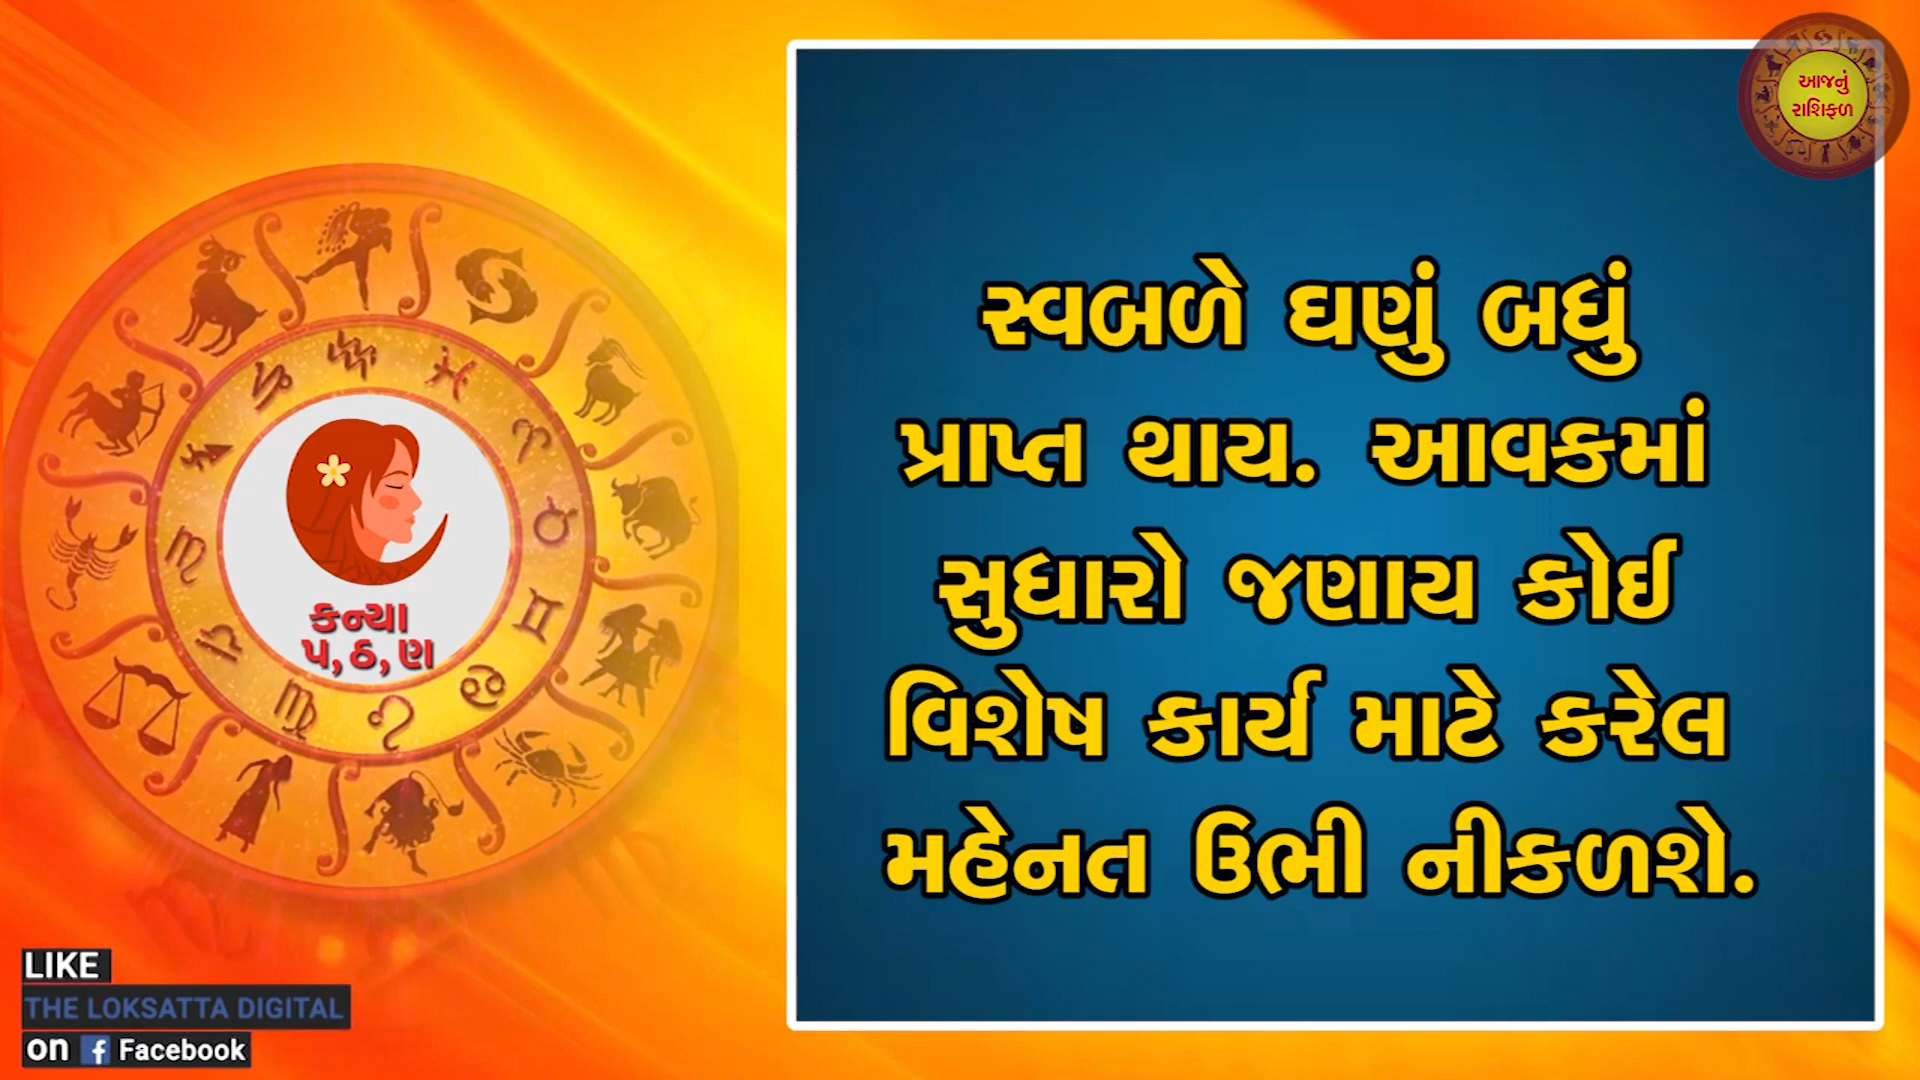 આજનું
રાશિફળ
સ્વબળે ઘણું બધું
પ્રાપ્ત થાય. આવકમાં
સુધારો જણાય કોઈ
વિશેષ કાર્ય માટે કરેલ
મહેનત ઉભી નીકળશે.
કન્યા
પ, ઠ, ણ
LIKE
THE LOKSATTA DIGITAL
on f Facebook